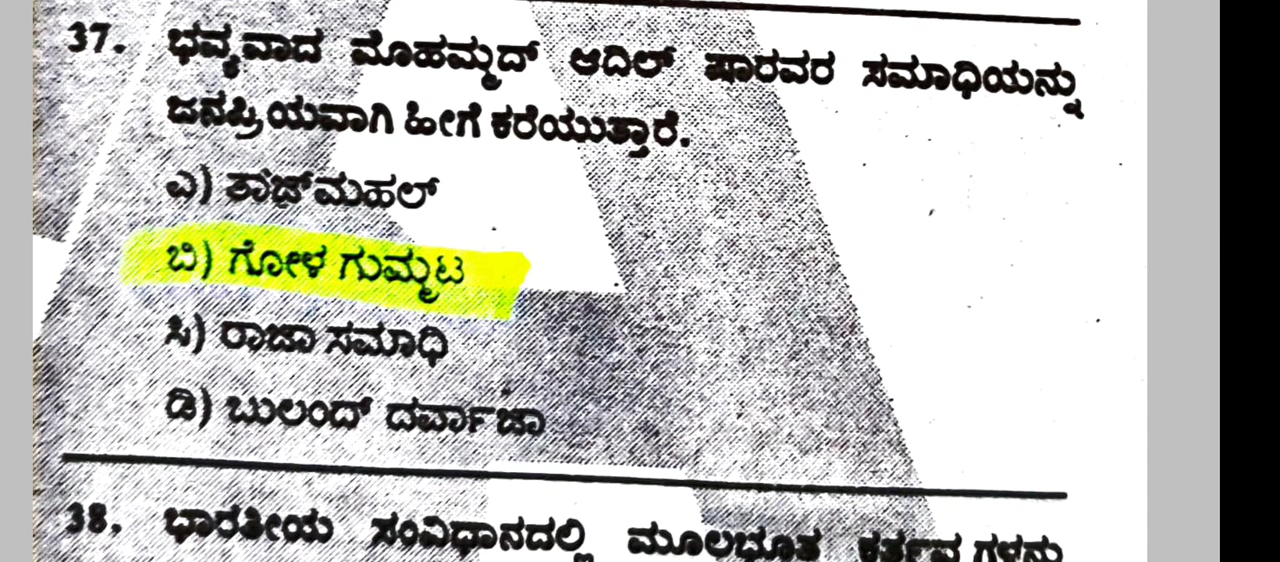 37. ಭವ್ಯವಾದ ಮೊಹಮ್ಮದ್ ಆದಿಲ್ ಷಾರವರ ಸಮಾಧಿಯನ್ನು
ಜನಪ್ರಿಯವಾಗಿ ಹೀಗೆ ಕರೆಯುತ್ತಾರೆ.
ಎ) ತಾಜ್‌ಮಹಲ್
ಬಿ) ಗೋಳ ಗುಮ್ಮಟ
ಸಿ) ರಾಜಾ ಸಮಾಧಿ
ಡಿ) ಬುಲಂದ್ ದರ್ವಾಜಾ
38. ಭಾರತೀಯ ಸಂವಿಧಾನದಲ್ಲಿ ಮೂಲಭೂತ